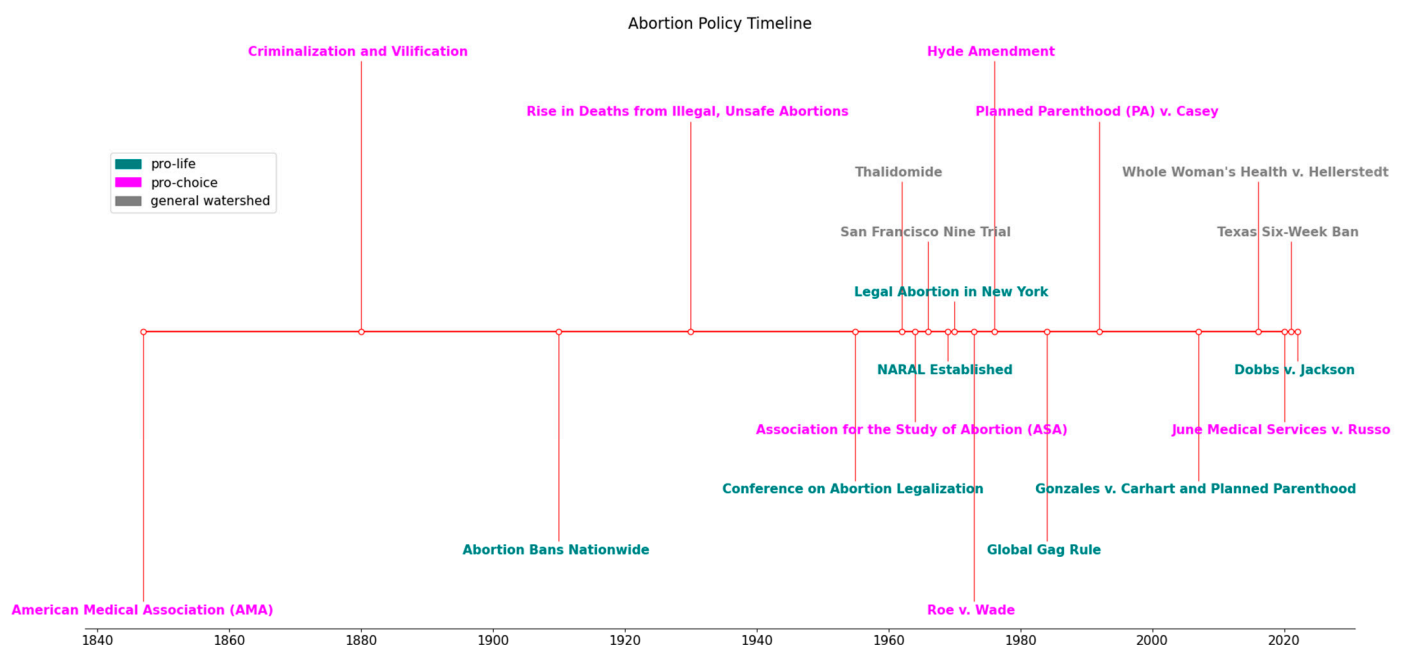 Abortion Policy Timeline
Criminalization and Vilification
Hyde Amendment
Rise in Deaths from Illegal, Unsafe Abortions
Planned Parenthood (PA) v. Casey
pro-life
pro-choice
general watershed
Thalidomide
Whole Woman's Health v. Hellerstedt
San Francisco Nine Trial
Texas Six-Week Ban
Legal Abortion in New York
NARAL Established
Dobbs v. Jackson
Association for the Study of Abortion (ASA)
June Medical Services v. Russo
Conference on Abortion Legalization
Gonzales v. Carhart and Planned Parenthood
Abortion Bans Nationwide
Global Gag Rule
American Medical Association (AMA)
Roe v. Wade
1840 1860 1880 1900 1920 1940 1960 1980 2000 2020